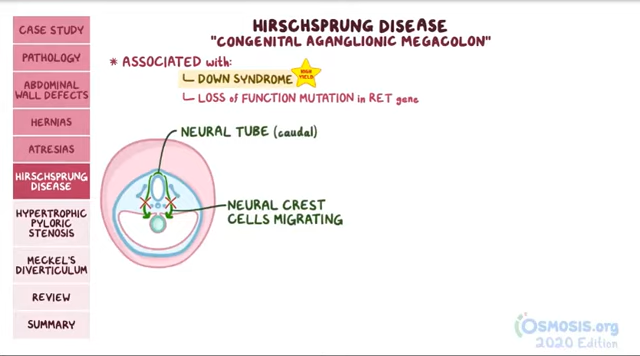 CASE STUDY
PATHOLOGY
ABDOMINAL
WALL DEFECTS
HERNIAS
ATRESIAS
HIRSCHSPRUNG
DISEASE
HYPERTROPHIC
PYLORIC
STENOSIS
MECKEL'S
DIVERTICULUM
REVIEW
SUMMARY
HIRSCHSPRUNG DISEASE
"CONGENITAL AGANGLIONIC MEGACOLON"
* ASSOCIATED with:
DOWN SYNDROME
HIGH
YIELD!
LOSS of FUNCTION MUTATION in RET gene
NEURAL TUBE (caudal)
NEURAL CREST
CELLS MIGRATING
OSMOSIS.org
2020 Edition